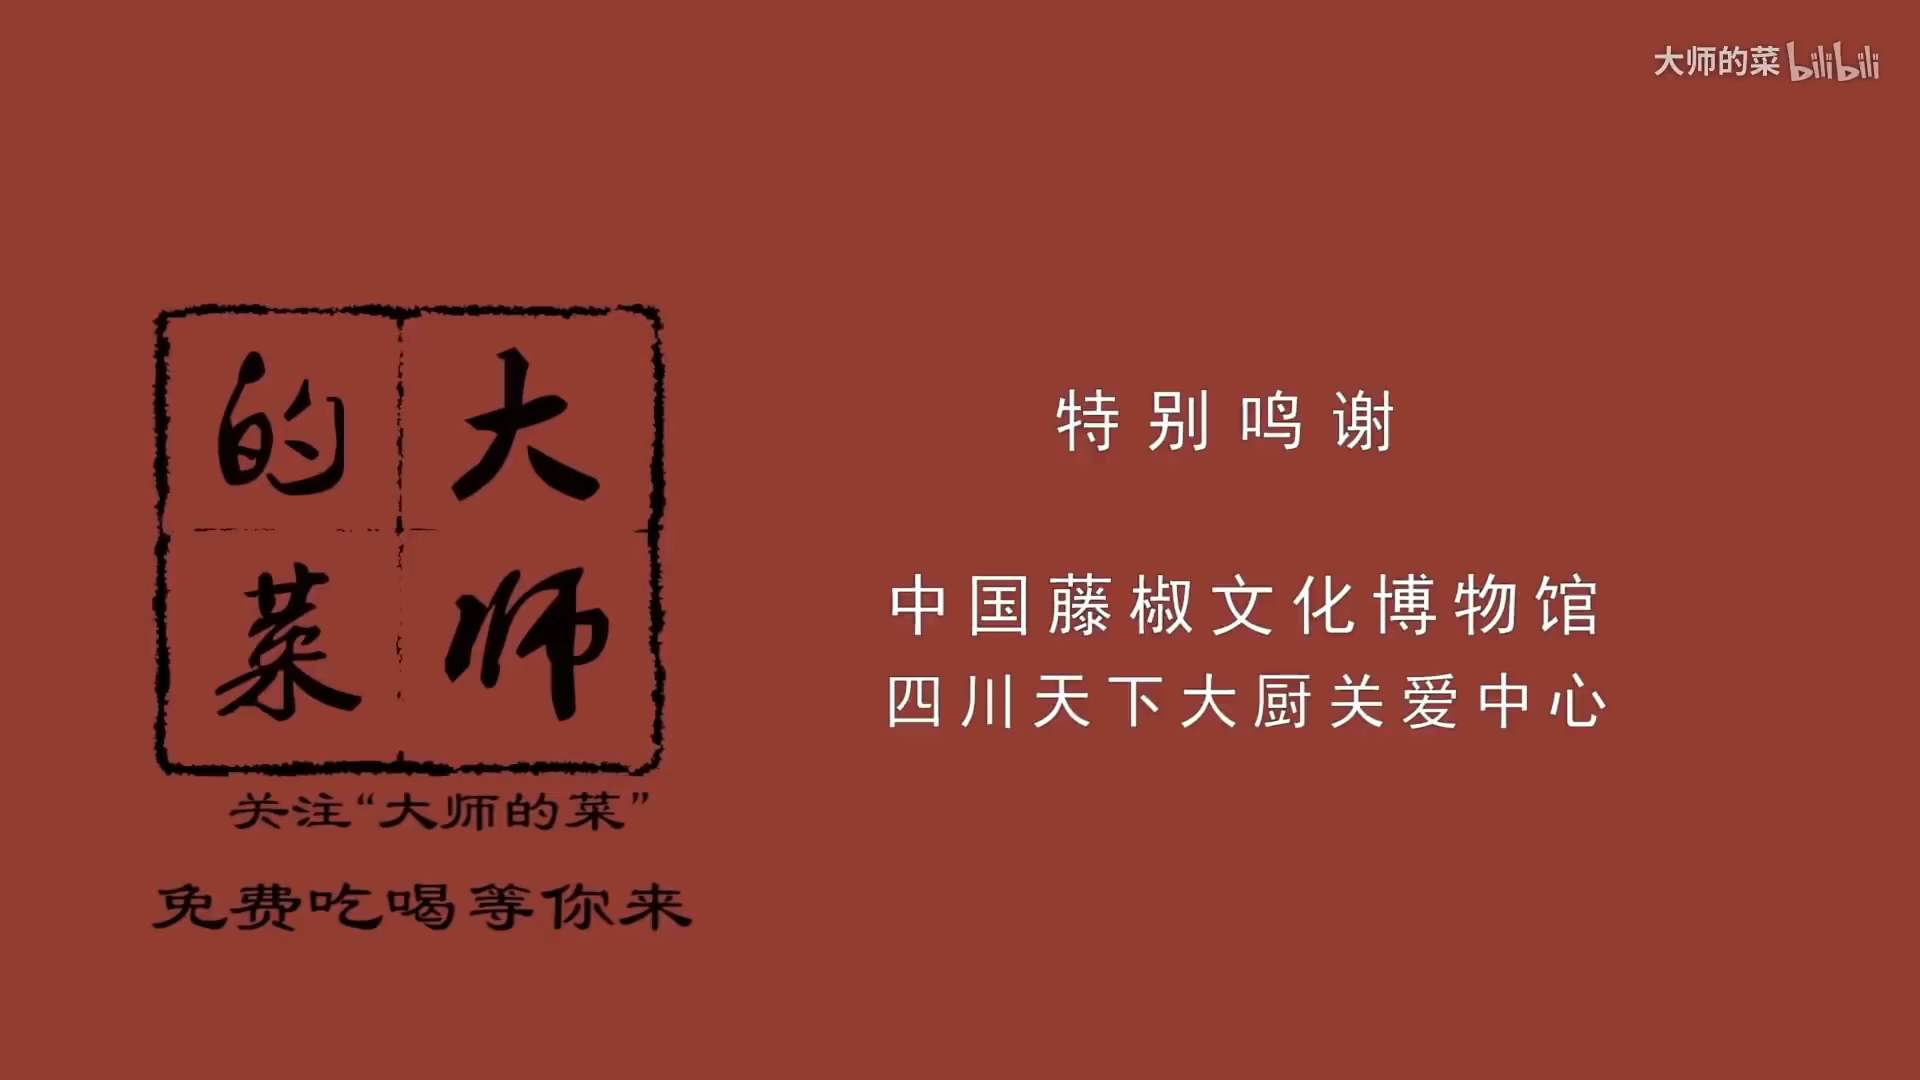 大师的菜 bilibili
大师
的菜
关注“大师的菜”
免费吃喝等你来
特别鸣谢
中国藤椒文化博物馆
四川天下大厨关爱中心